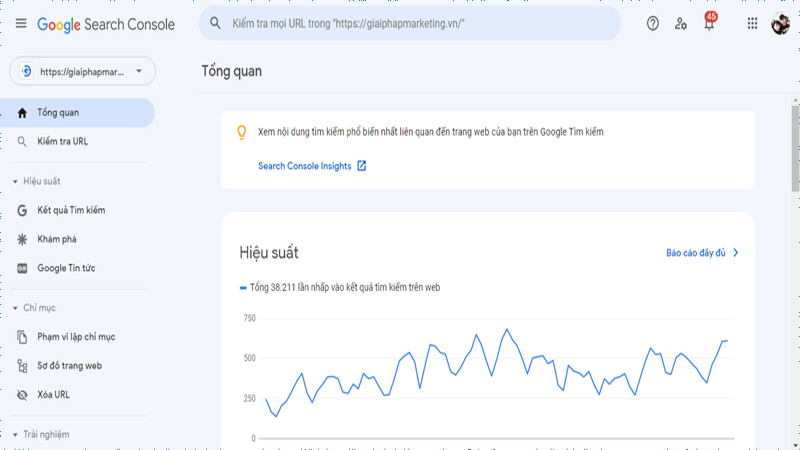 Google Search Console
Kiểm tra mọi URL trong "https://giaiphapmarketing.vn/"
45
https://giaiphapmar...
Tổng quan
Tổng quan
Kiểm tra URL
Hiệu suất
Kết quả Tìm kiếm
Khám phá
Google Tin tức
Chỉ mục
Phạm vi lập chỉ mục
Sơ đồ trang web
Xóa URL
Trải nghiệm
Xem nội dung tìm kiếm phổ biến nhất liên quan đến trang web của bạn trên Google Tìm kiếm
Search Console Insights
Hiệu suất
Báo cáo đầy đủ
Tổng 38.211 lần nhấp vào kết quả tìm kiếm trên web
750
500
250
0